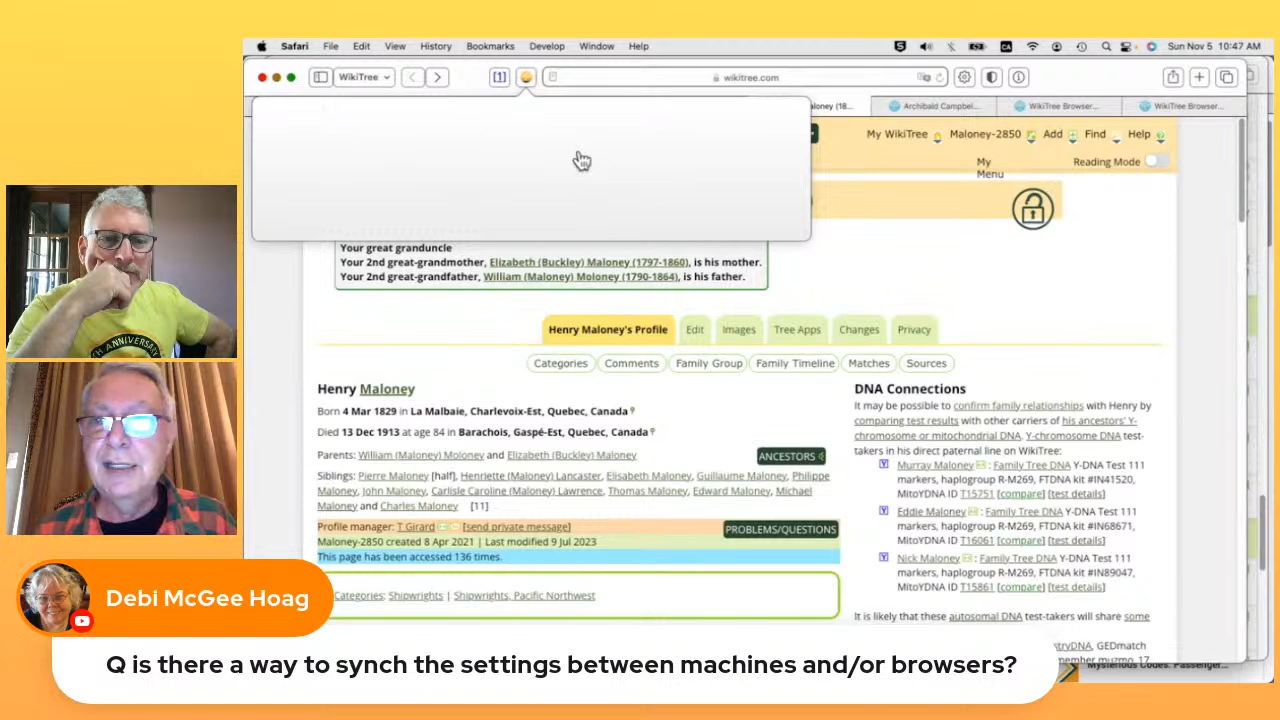 Safari File Edit View History Bookmarks Develop Window Help
Sun Nov 5 10:47 AM
WikiTree
[1]
wikitree.com
aloney (18...
Archibald Campbel...
WikiTree Browser...
WikiTree Browser...
My WikiTree Maloney-2850 Add Find Help
My Menu
Reading Mode
Your great granduncle
Your 2nd great-grandmother, Elizabeth (Buckley) Maloney (1797-1860), is his mother.
Your 2nd great-grandfather, William (Maloney) Moloney (1790-1864), is his father.
Henry Maloney's Profile Edit Images Tree Apps Changes Privacy
Categories Comments Family Group Family Timeline Matches Sources
Henry Maloney
Born 4 Mar 1829 in La Malbaie, Charlevoix-Est, Quebec, Canada
Died 13 Dec 1913 at age 84 in Barachois, Gaspé-Est, Quebec, Canada
Parents: William (Maloney) Moloney and Elizabeth (Buckley) Maloney
ANCESTORS
Siblings: Pierre Maloney [half], Henriette (Maloney) Lancaster, Elisabeth Maloney, Guillaume Maloney, Philippe
Maloney, John Maloney, Carlisle Caroline (Maloney) Lawrence, Thomas Maloney, Edward Maloney, Michael
Maloney and Charles Maloney [11]
Profile manager: T Girard [send private message]
PROBLEMS/QUESTIONS
Maloney-2850 created 8 Apr 2021 | Last modified 9 Jul 2023
This page has been accessed 136 times.
Categories: Shipwrights | Shipwrights, Pacific Northwest
DNA Connections
It may be possible to confirm family relationships with Henry by
comparing test results with other carriers of his ancestors' Y-
chromosome or mitochondrial DNA. Y-chromosome DNA test-
takers in his direct paternal line on WikiTree:
Y Murray Maloney : Family Tree DNA Y-DNA Test 111
markers, haplogroup R-M269, FTDNA kit #IN41520,
MitoYDNA ID T15751 [compare] [test details]
Y Eddie Maloney : Family Tree DNA Y-DNA Test 111
markers, haplogroup R-M269, FTDNA kit #IN68671,
MitoYDNA ID T16061 [compare] [test details]
Y Nick Maloney : Family Tree DNA Y-DNA Test 111
markers, haplogroup R-M269, FTDNA kit #IN89047,
MitoYDNA ID T15861 [compare] [test details]
It is likely that these autosomal DNA test-takers will share some
stryDNA, GEDmatch
ANNIVERSARY
Debi McGee Hoag
Q is there a way to synch the settings between machines and/or browsers?